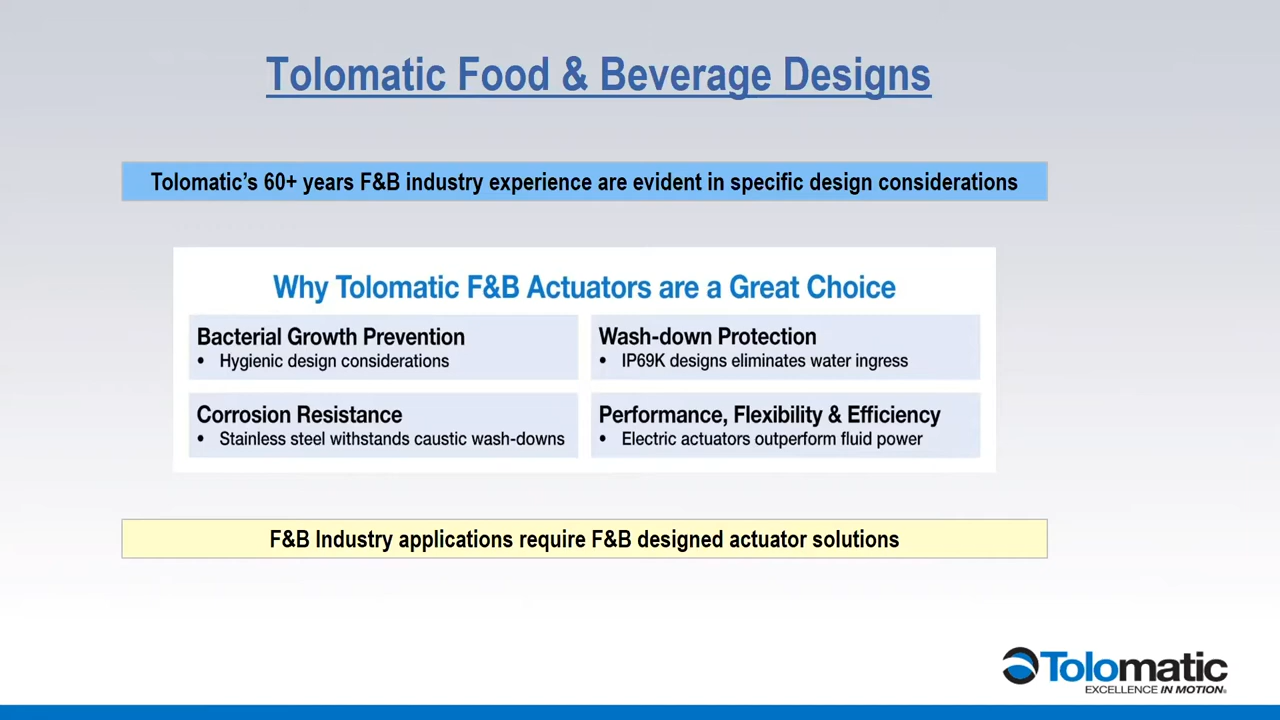 Tolomatic Food & Beverage Designs
Tolomatic’s 60+ years F&B industry experience are evident in specific design considerations
Why Tolomatic F&B Actuators are a Great Choice
Bacterial Growth Prevention
• Hygienic design considerations
Wash-down Protection
• IP69K designs eliminates water ingress
Corrosion Resistance
• Stainless steel withstands caustic wash-downs
Performance, Flexibility & Efficiency
• Electric actuators outperform fluid power
F&B Industry applications require F&B designed actuator solutions
Tolomatic
EXCELLENCE IN MOTION®